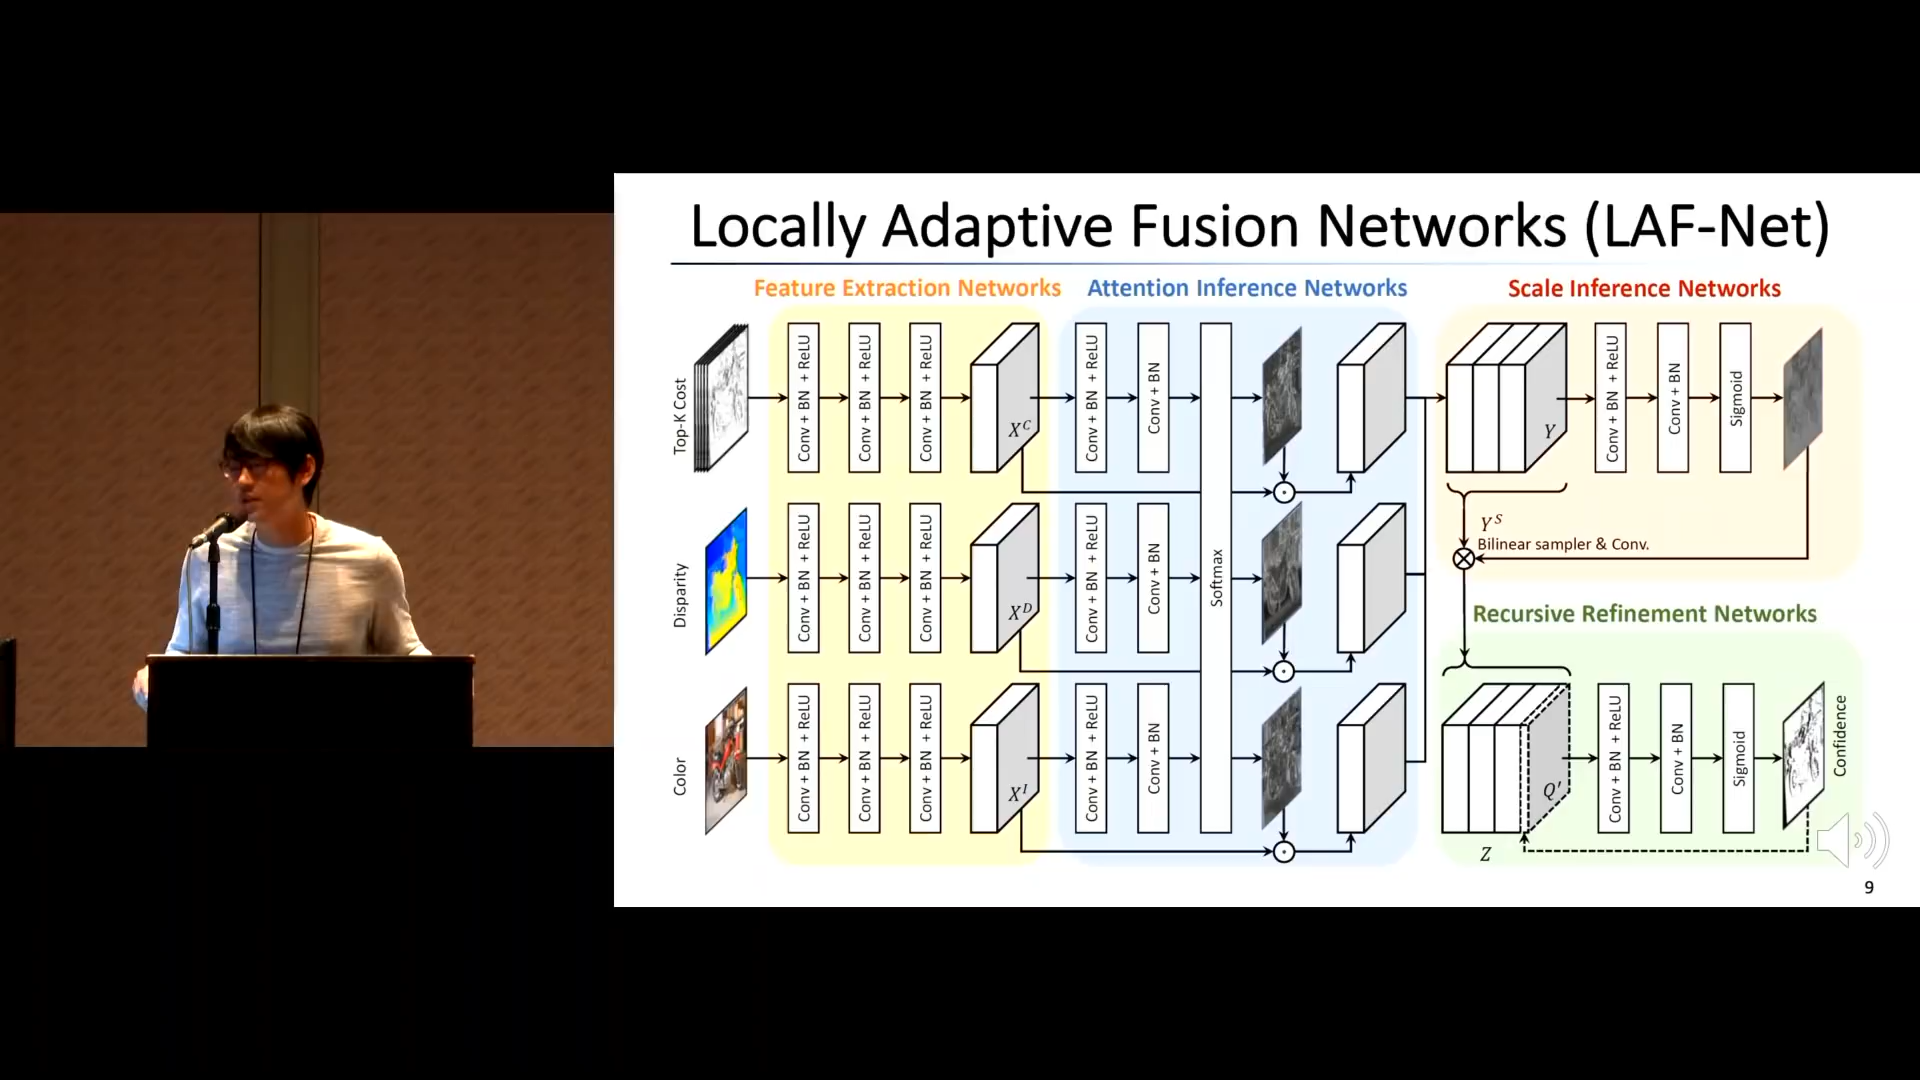 Locally Adaptive Fusion Networks (LAF-Net)
Feature Extraction Networks
Attention Inference Networks
Scale Inference Networks
Top-K Cost
Conv + BN + ReLU
Conv + BN + ReLU
Conv + BN + ReLU
X^C
Conv + BN + ReLU
Conv + BN
Softmax
Y
Conv + BN + ReLU
Conv + BN
Sigmoid
Y^S
Bilinear sampler & Conv.
Disparity
Conv + BN + ReLU
Conv + BN + ReLU
Conv + BN + ReLU
X^D
Conv + BN + ReLU
Conv + BN
Recursive Refinement Networks
Color
Conv + BN + ReLU
Conv + BN + ReLU
Conv + BN + ReLU
X^I
Conv + BN + ReLU
Conv + BN
Q'
Z
Conv + BN + ReLU
Conv + BN
Sigmoid
Confidence
9